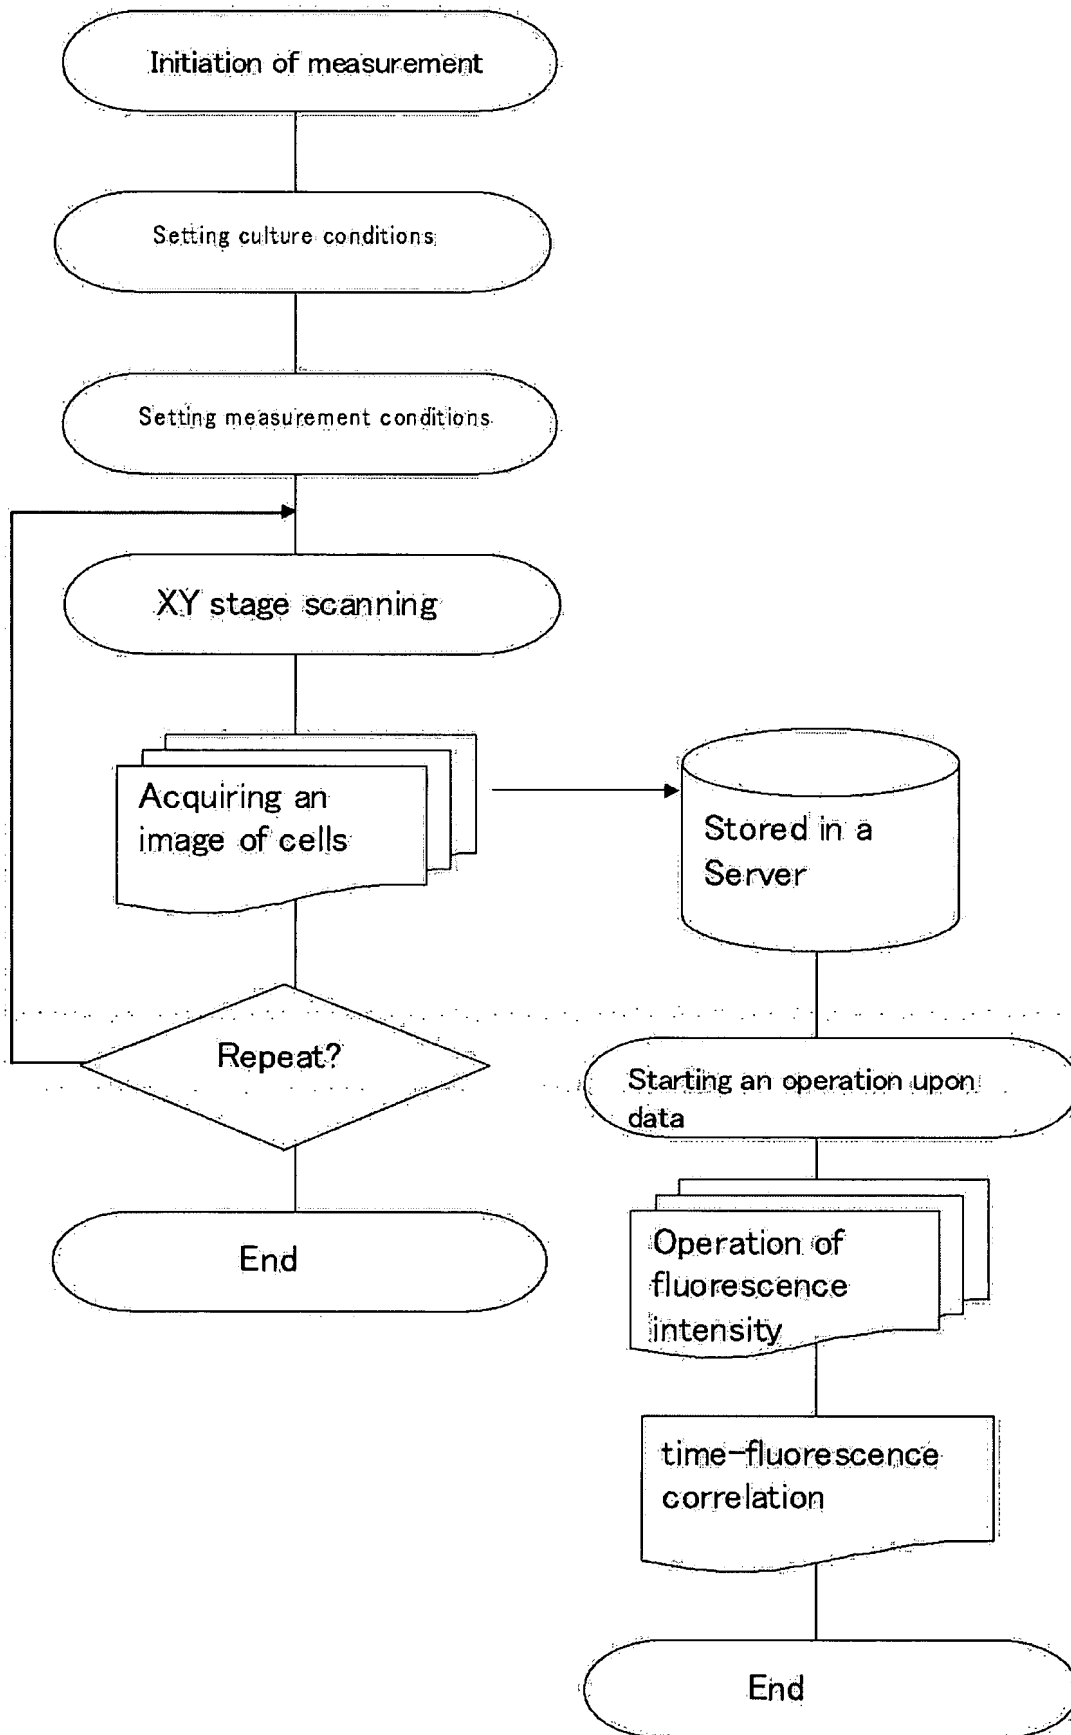 Initiation of measurement
Setting culture conditions
Setting measurement conditions
XY stage scanning
Acquiring an
image of cells
Stored in a
Server
Repeat?
Starting an operation upon
data
End
Operation of
fluorescence
intensity
time-fluorescence
correlation
End